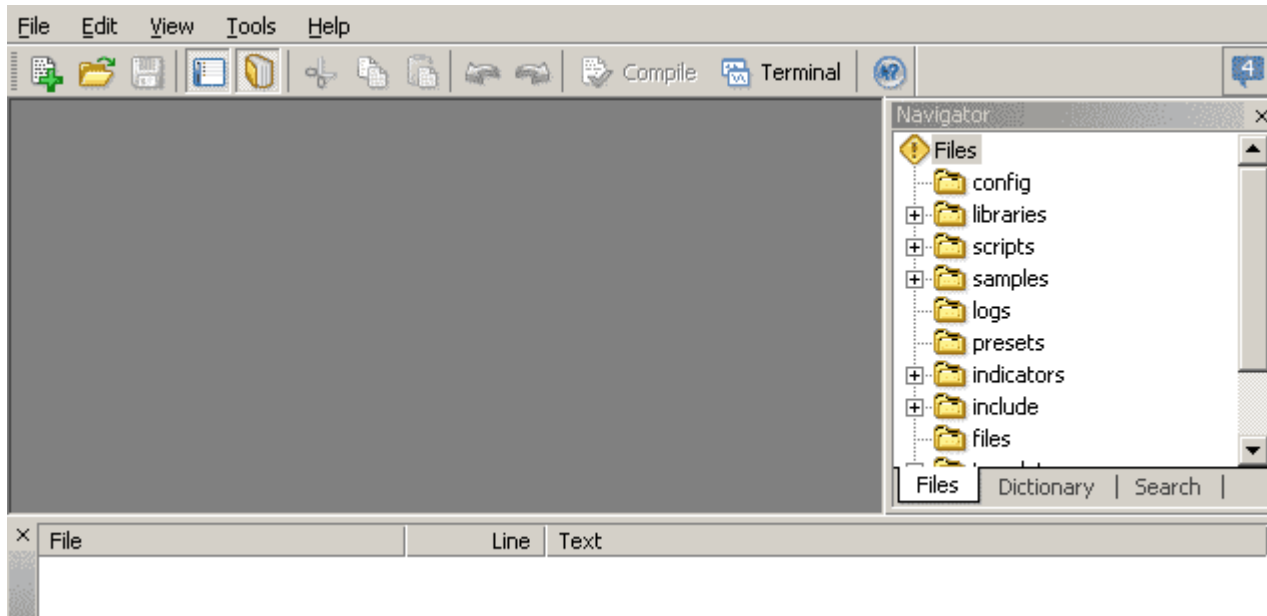 File Edit View Tools Help
Compile Terminal 4
Navigator
Files
config
libraries
scripts
samples
logs
presets
indicators
include
files
Files Dictionary | Search |
File Line Text